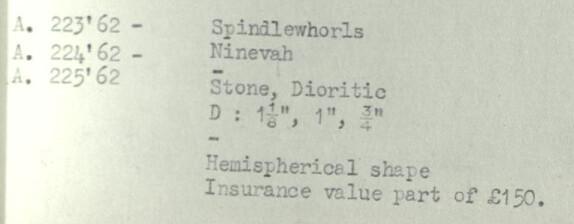 A. 223'62 - Spindlewhorls
A. 224'62 - Ninevah
A. 225'62 -
Stone, Dioritic
D : 1⅛", 1", ¾"
-
Hemispherical shape
Insurance value part of £150.